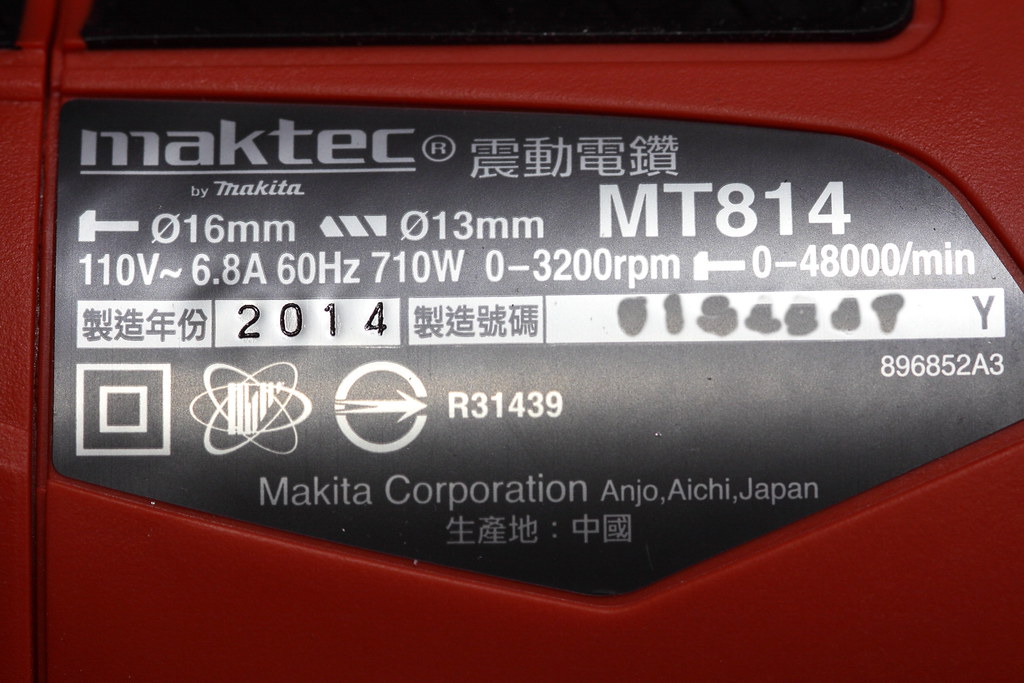 maktec® 震動電鑽
by makita
MT814
Ø16mm Ø13mm
110V~ 6.8A 60Hz 710W 0-3200rpm 0-48000/min
製造年份 2014 製造號碼 Y
896852A3
R31439
Makita Corporation Anjo,Aichi,Japan
生產地：中國